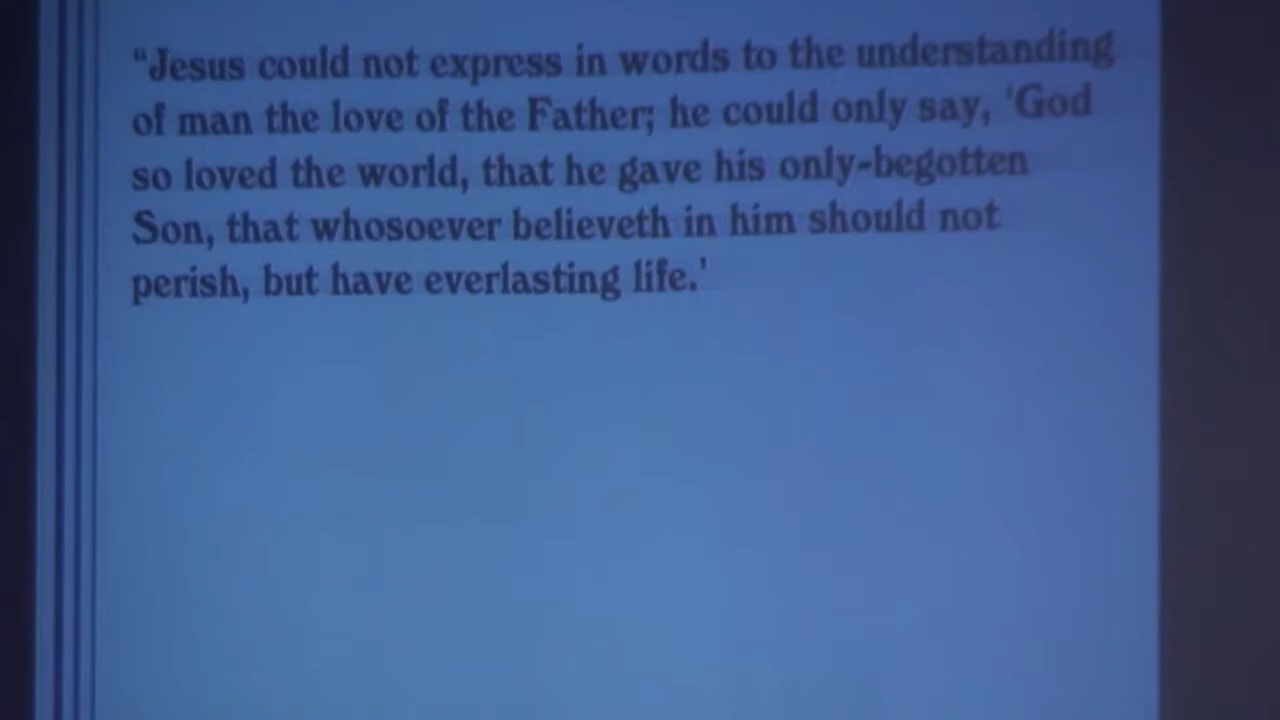 "Jesus could not express in words to the understanding
of man the love of the Father; he could only say, 'God
so loved the world, that he gave his only-begotten
Son, that whosoever believeth in him should not
perish, but have everlasting life.'